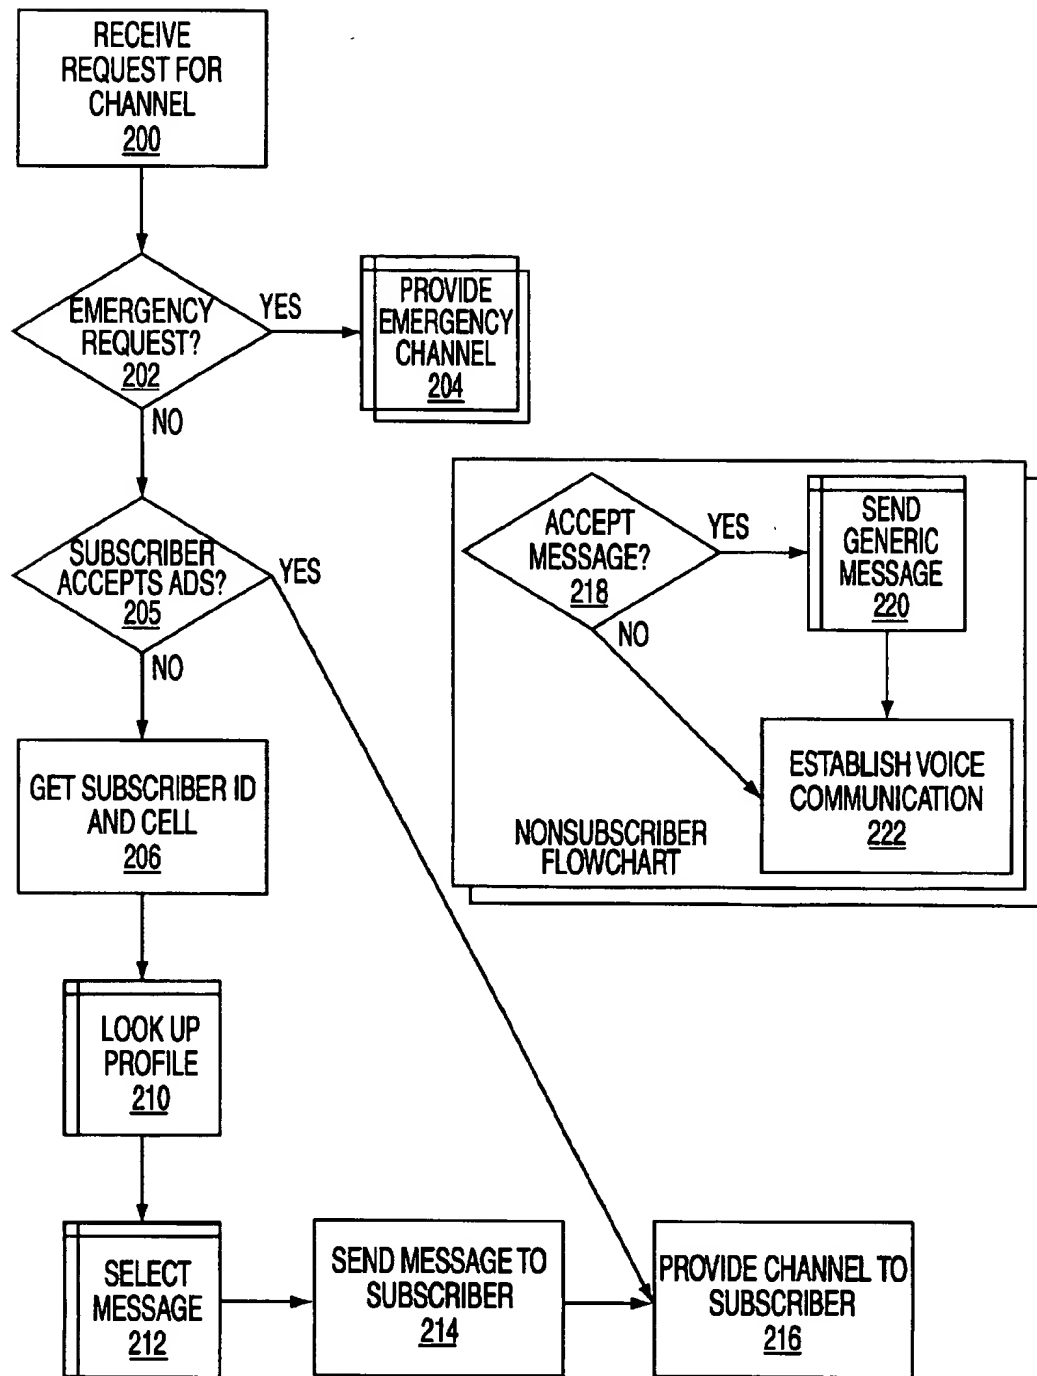 RECEIVE
REQUEST FOR
CHANNEL
200
EMERGENCY
REQUEST?
202
YES
PROVIDE
EMERGENCY
CHANNEL
204
NO
SUBSCRIBER
ACCEPTS ADS?
205
YES
NO
GET SUBSCRIBER ID
AND CELL
206
LOOK UP
PROFILE
210
SELECT
MESSAGE
212
SEND MESSAGE TO
SUBSCRIBER
214
PROVIDE CHANNEL TO
SUBSCRIBER
216
ACCEPT
MESSAGE?
218
YES
SEND
GENERIC
MESSAGE
220
NO
ESTABLISH VOICE
COMMUNICATION
222
NONSUBSCRIBER
FLOWCHART